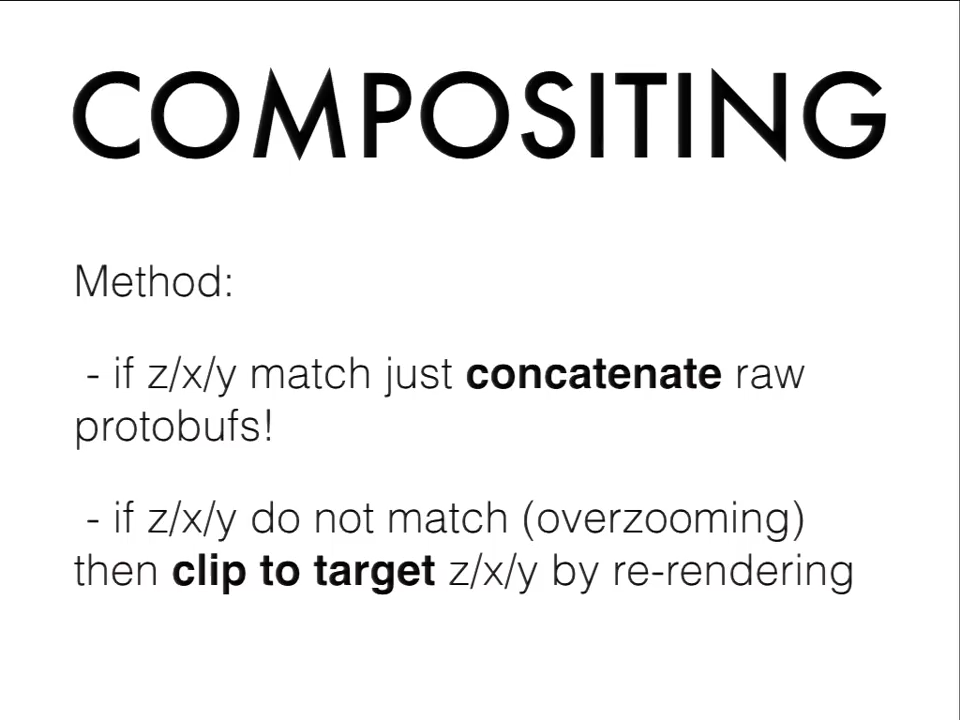 COMPOSITING
Method:
- if z/x/y match just concatenate raw
protobufs!
- if z/x/y do not match (overzooming)
then clip to target z/x/y by re-rendering